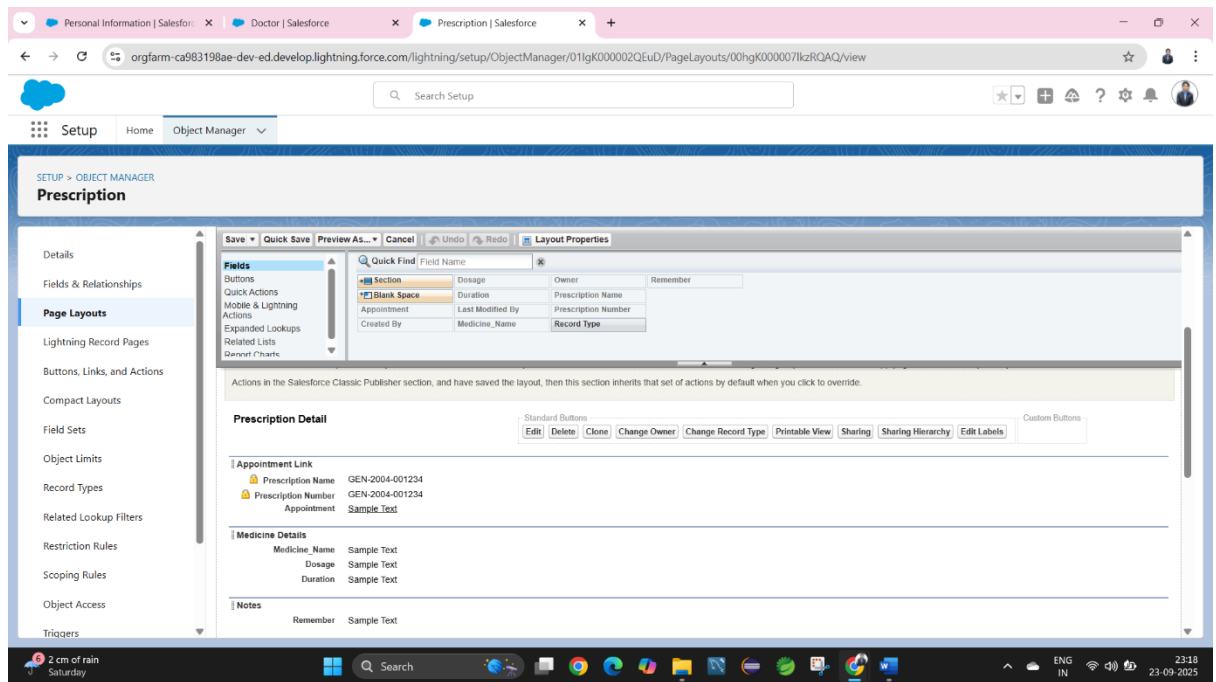 Personal Information | Salesforc
Doctor | Salesforce
Prescription | Salesforce
orgfarm-ca983198ae-dev-ed.develop.lightning.force.com/lightning/setup/ObjectManager/01IgK000002QEuD/PageLayouts/00hgK000007lkzRQAQ/view
Search Setup
Setup
Home
Object Manager
SETUP > OBJECT MANAGER
Prescription
Details
Fields & Relationships
Page Layouts
Lightning Record Pages
Buttons, Links, and Actions
Compact Layouts
Field Sets
Object Limits
Record Types
Related Lookup Filters
Restriction Rules
Scoping Rules
Object Access
Triggers
Save Quick Save Preview As... Cancel Undo Redo Layout Properties
Fields
Buttons
Quick Actions
Mobile & Lightning
Actions
Expanded Lookups
Related Lists
Report Charts
Quick Find Field Name
Section Dosage Owner Remember
Blank Space Duration Prescription Name
Appointment Last Modified By Prescription Number
Created By Medicine_Name Record Type
Actions in the Salesforce Classic Publisher section, and have saved the layout, then this section inherits that set of actions by default when you click to override.
Prescription Detail
Standard Buttons
Edit Delete Clone Change Owner Change Record Type Printable View Sharing Sharing Hierarchy Edit Labels
Custom Buttons
Appointment Link
Prescription Name GEN-2004-001234
Prescription Number GEN-2004-001234
Appointment Sample Text
Medicine Details
Medicine_Name Sample Text
Dosage Sample Text
Duration Sample Text
Notes
Remember Sample Text
6
2 cm of rain
Saturday
Search
ENG
IN
23:18
23-09-2025